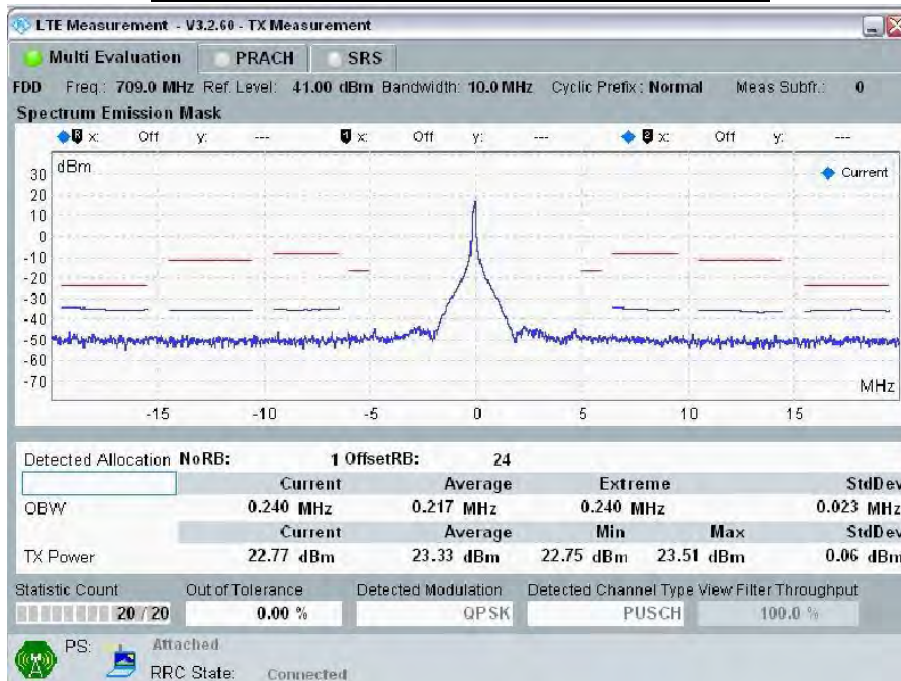 LTE Measurement - V3.2.60 - TX Measurement
Multi Evaluation PRACH SRS
FDD Freq.: 709.0 MHz Ref. Level: 41.00 dBm Bandwidth: 10.0 MHz Cyclic Prefix: Normal Meas Subfr.: 0
Spectrum Emission Mask
R x: Off y: --- 1 x: Off y: --- 2 x: Off y: ---
dBm
Current
30
20
10
0
-10
-20
-30
-40
-50
-60
-70
MHz
-15 -10 -5 0 5 10 15
Detected Allocation NoRB: 1 OffsetRB: 24
Current Average Extreme StdDev
OBW 0.240 MHz 0.217 MHz 0.240 MHz 0.023 MHz
Current Average Min Max StdDev
TX Power 22.77 dBm 23.33 dBm 22.75 dBm 23.51 dBm 0.06 dBm
Statistic Count Out of Tolerance Detected Modulation Detected Channel Type View Filter Throughput
20 / 20 0.00 % QPSK PUSCH 100.0 %
PS: Attached
RRC State: Connected